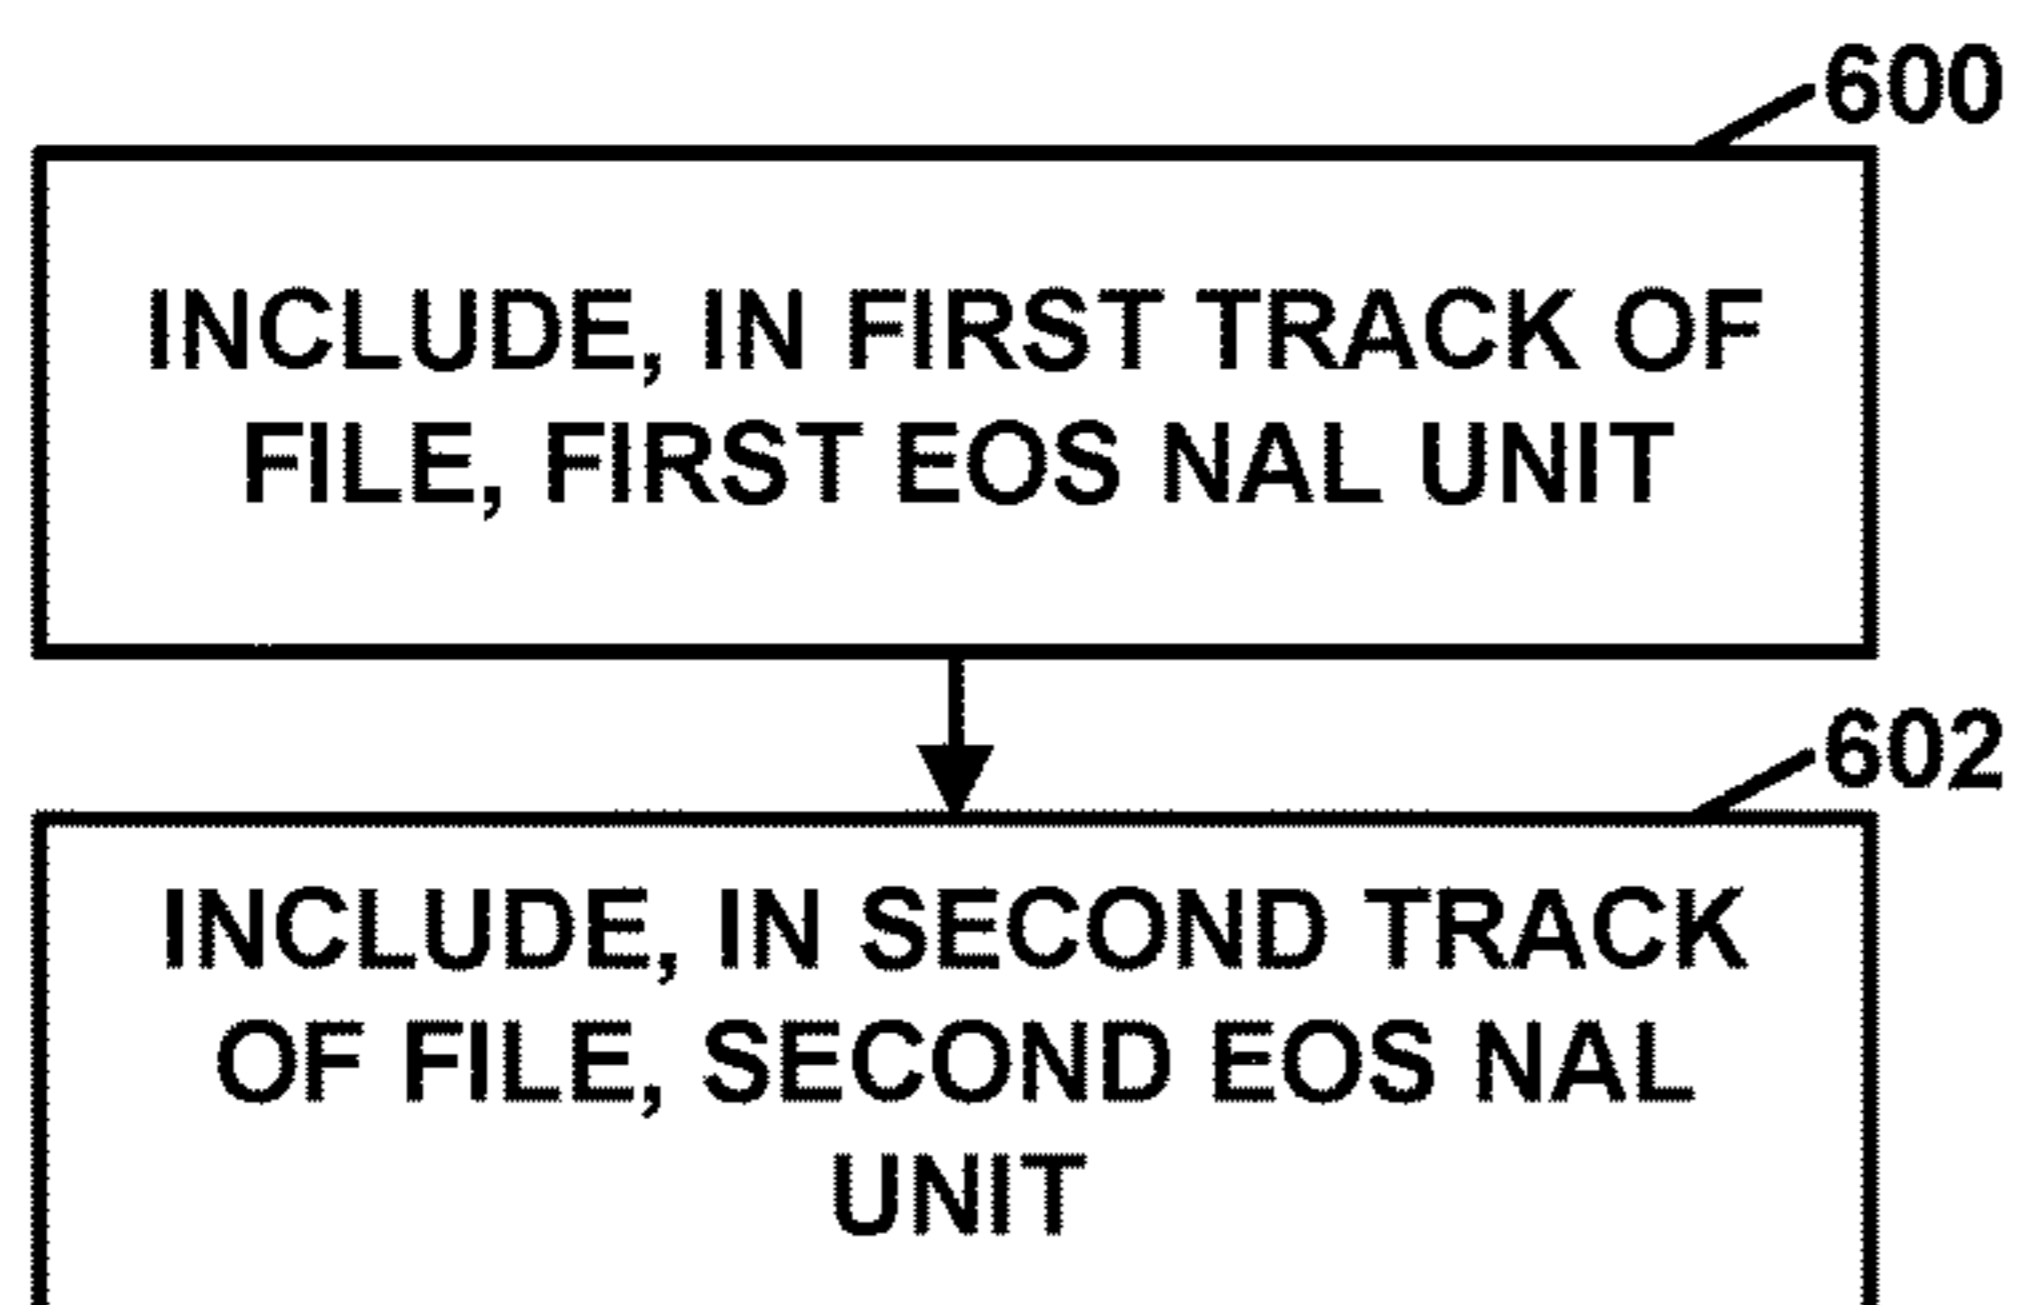 600
INCLUDE, IN FIRST TRACK OF
FILE, FIRST EOS NAL UNIT
602
INCLUDE, IN SECOND TRACK
OF FILE, SECOND EOS NAL
UNIT